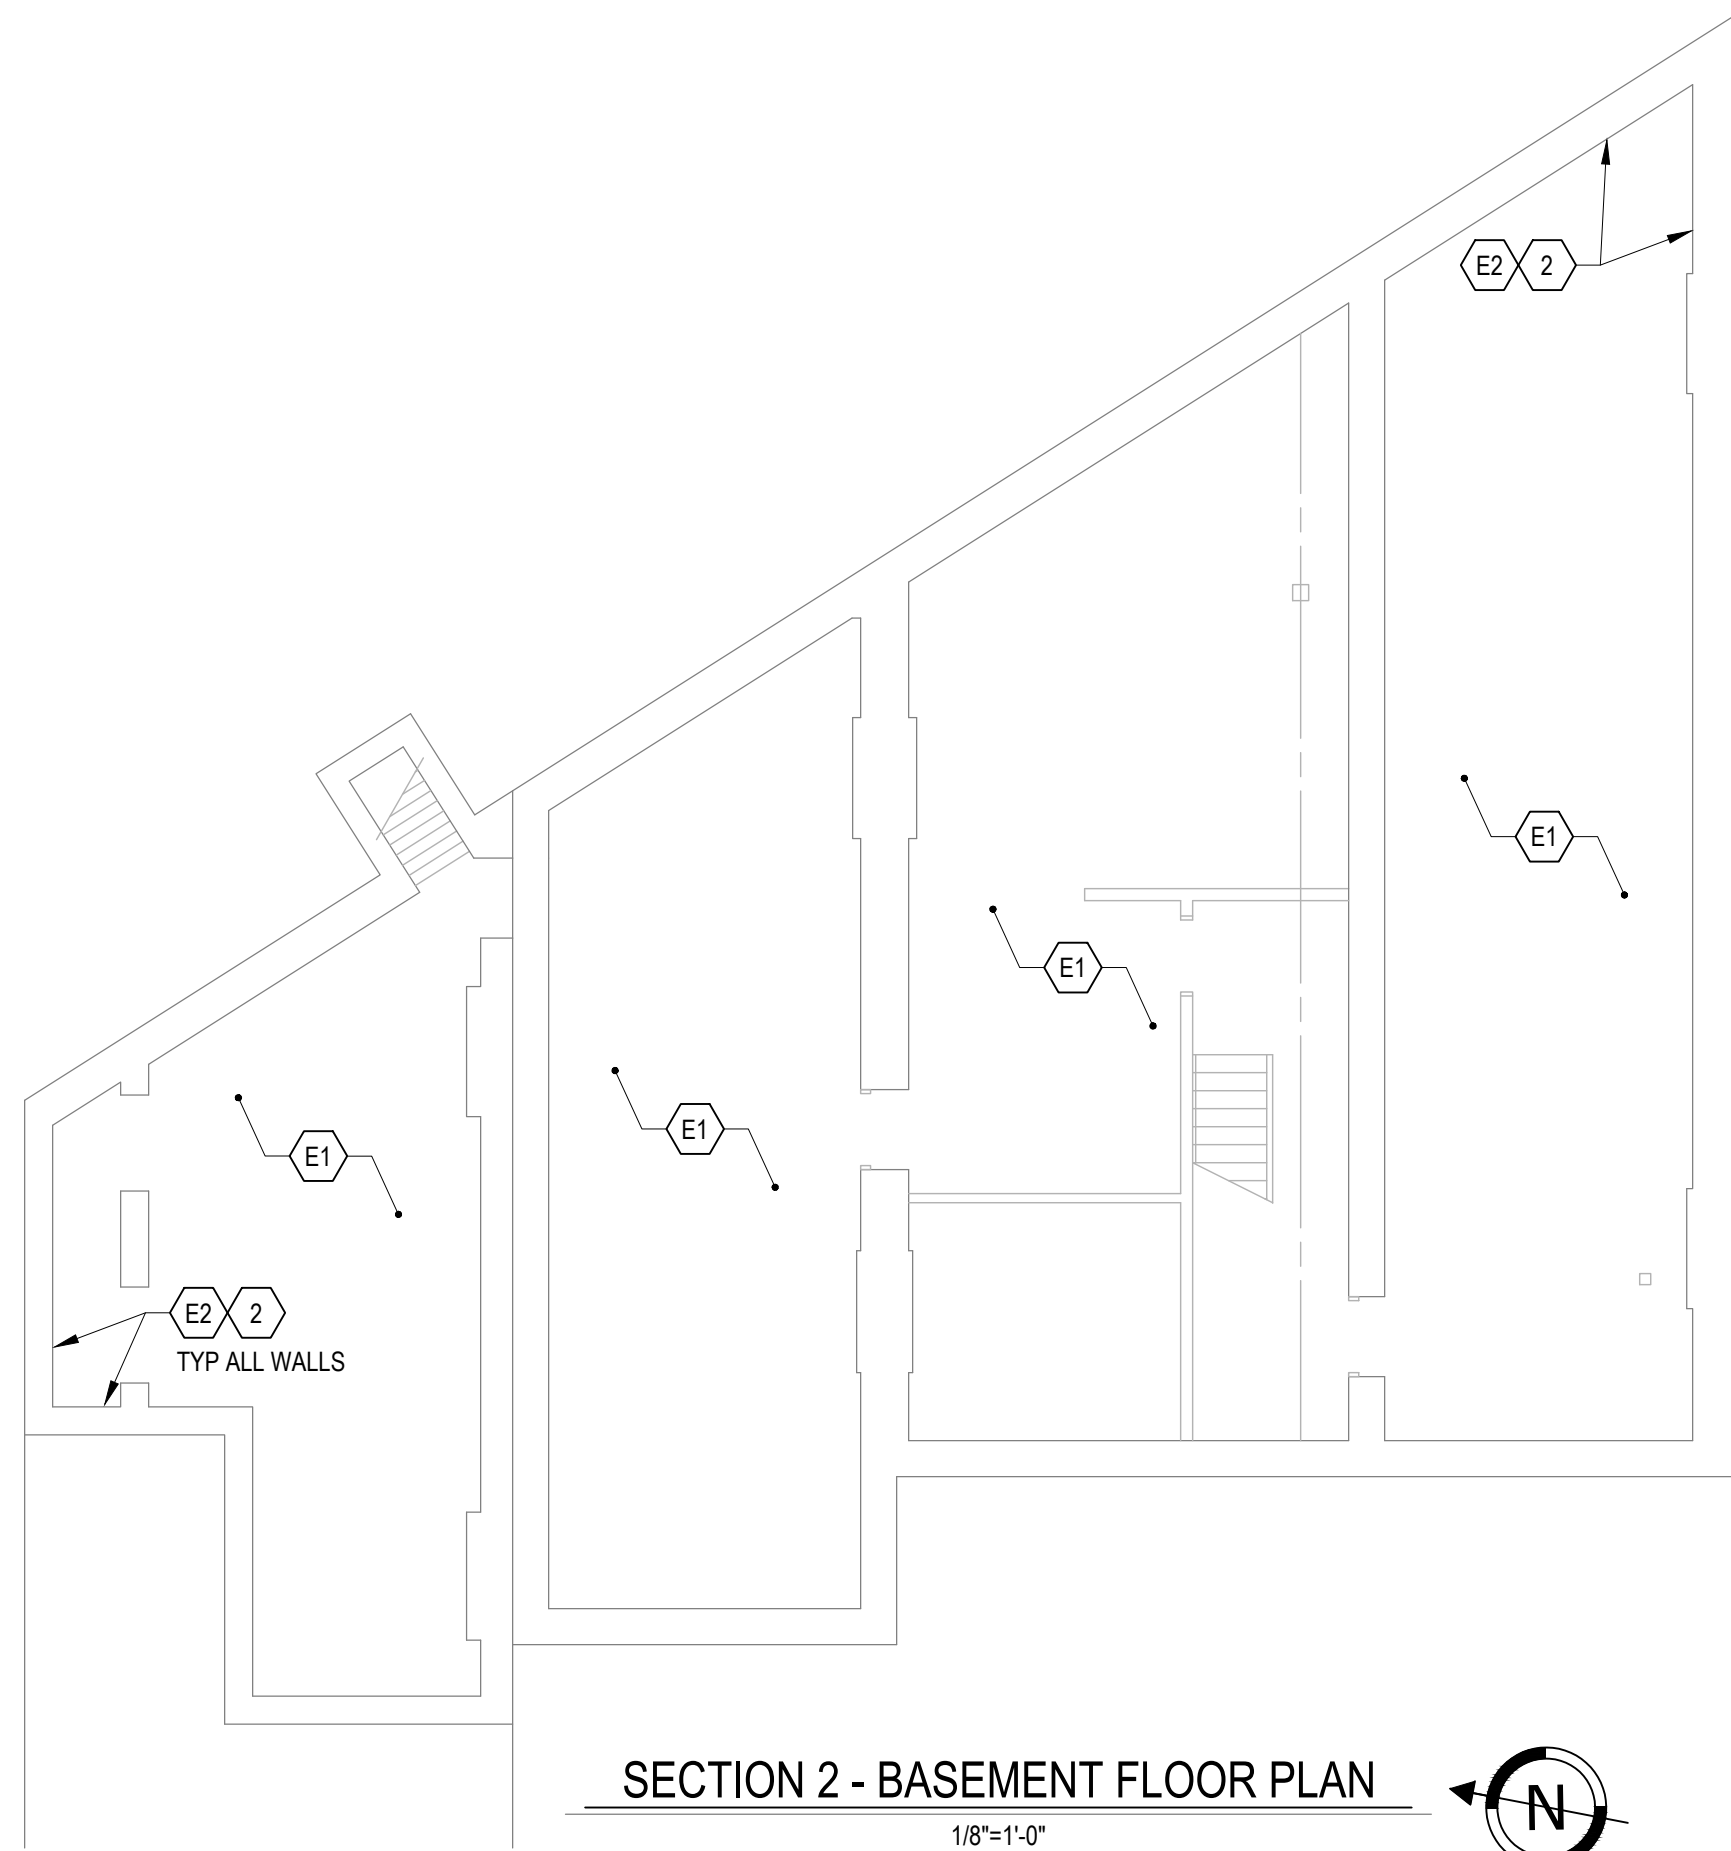 E2 2
E1
E1
E1
E1
E2 2
TYP ALL WALLS
SECTION 2 - BASEMENT FLOOR PLAN
N
1/8"=1'-0"